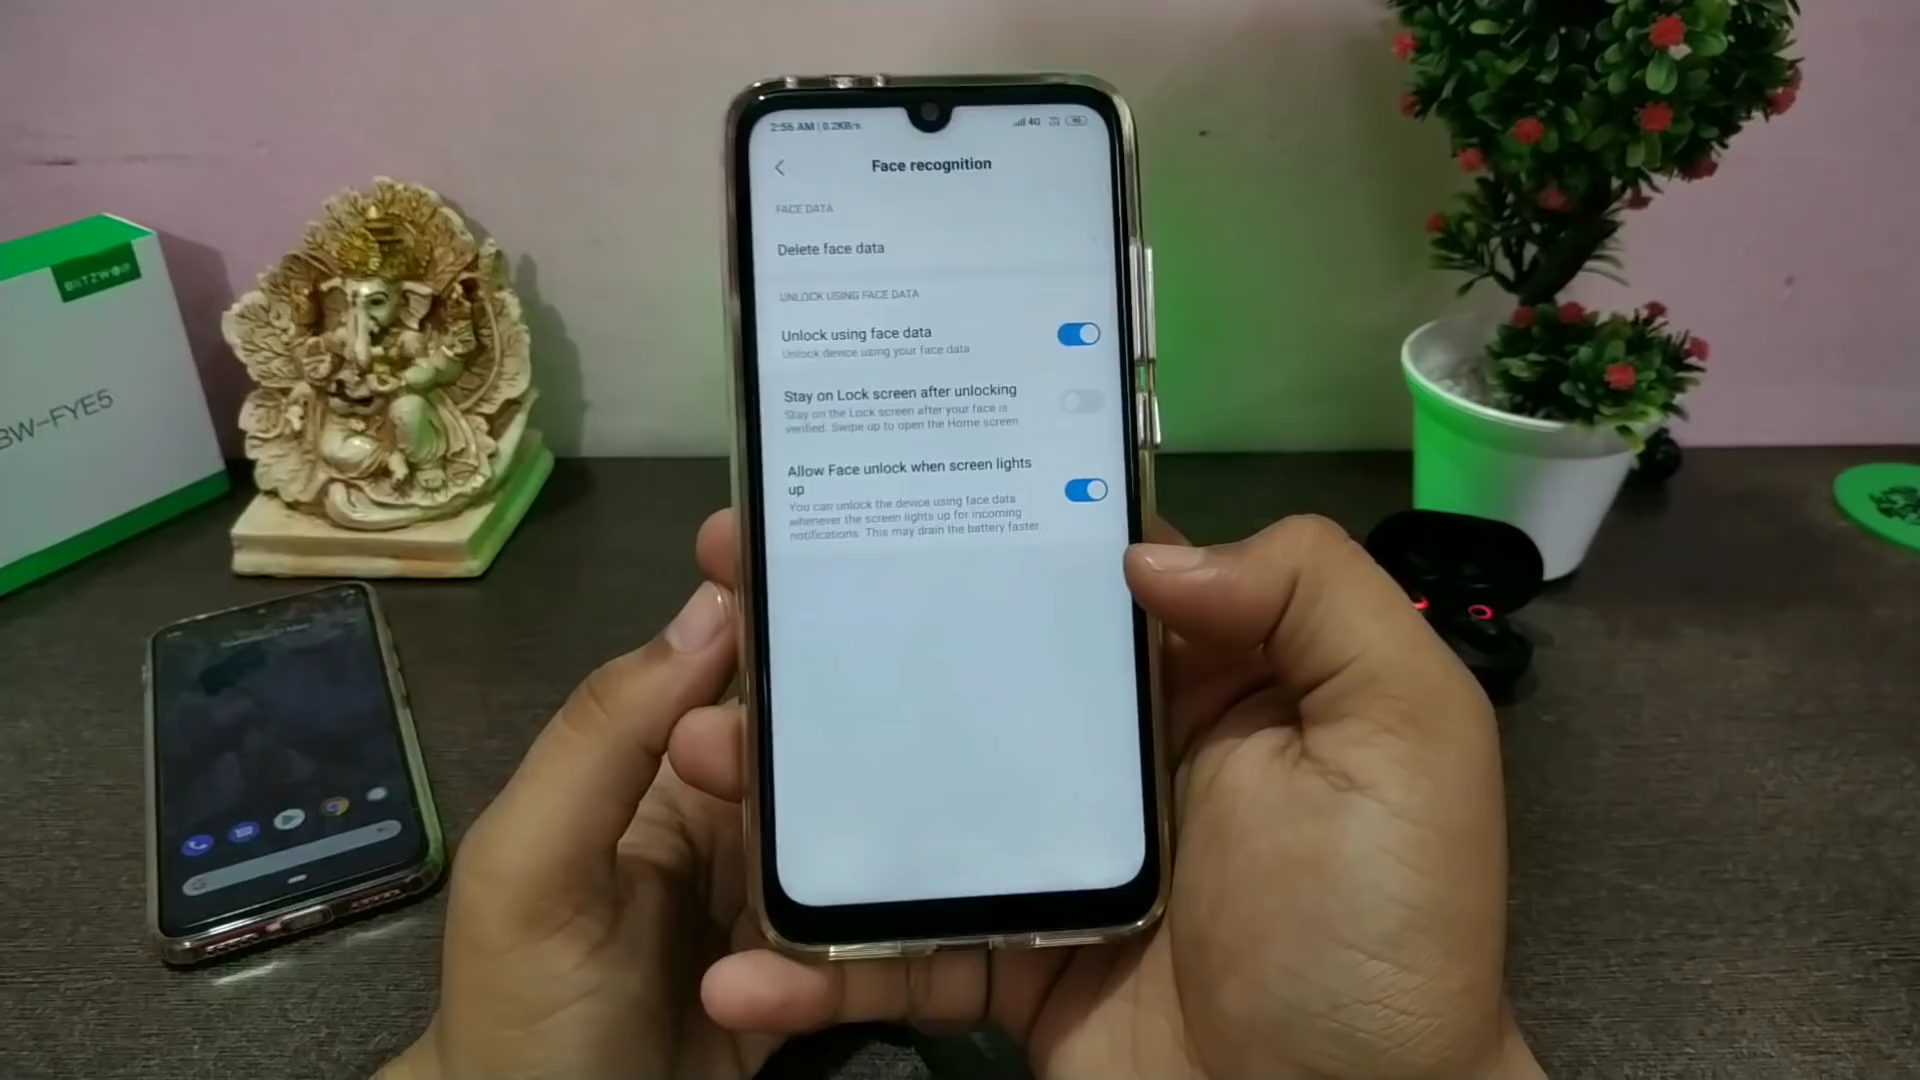 2:56 AM | 0.2KB/s
4G
Face recognition
FACE DATA
Delete face data
UNLOCK USING FACE DATA
Unlock using face data
Unlock device using your face data
Stay on Lock screen after unlocking
Stay on the Lock screen after your face is
verified. Swipe up to open the Home screen
Allow Face unlock when screen lights
up
You can unlock the device using face data
whenever the screen lights up for incoming
notifications. This may drain the battery faster.
BLITZWOLF
BW-FYE5